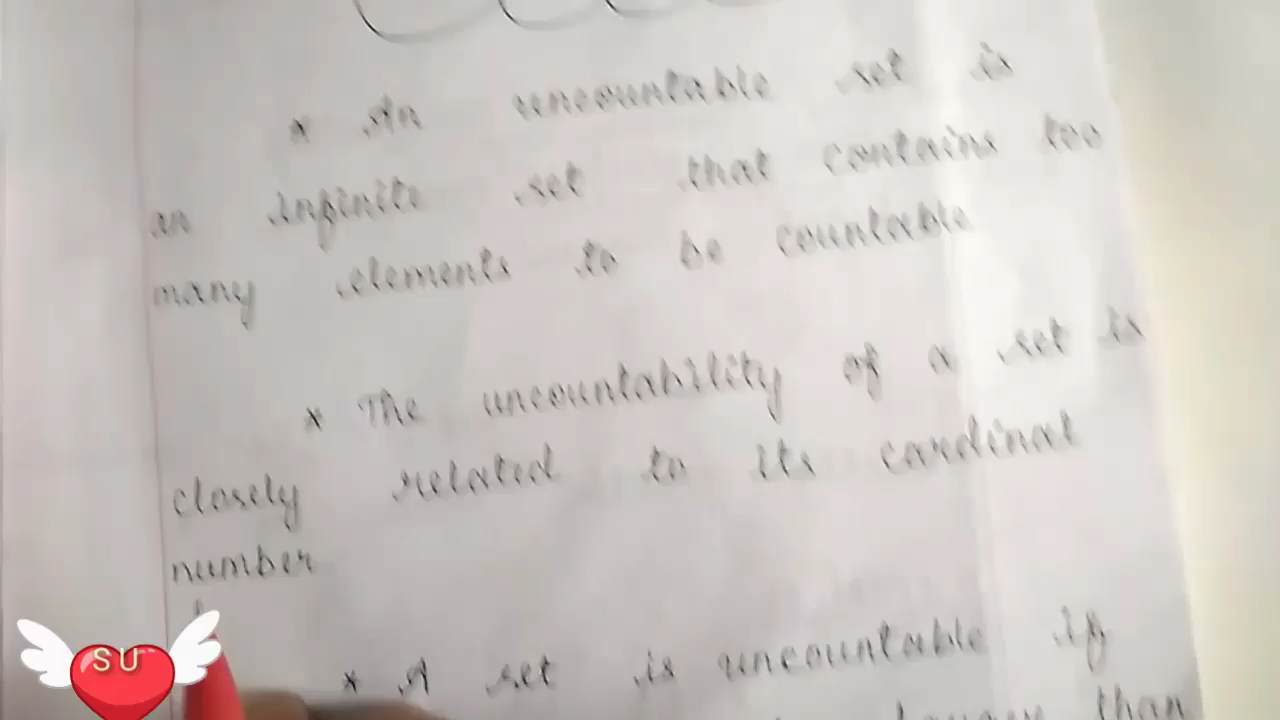 * An uncountable set is
an infinite set that contains too
many elements to be countable
* The uncountability of a set is
closely related to its cardinal
number
* A set is uncountable if
than
SU